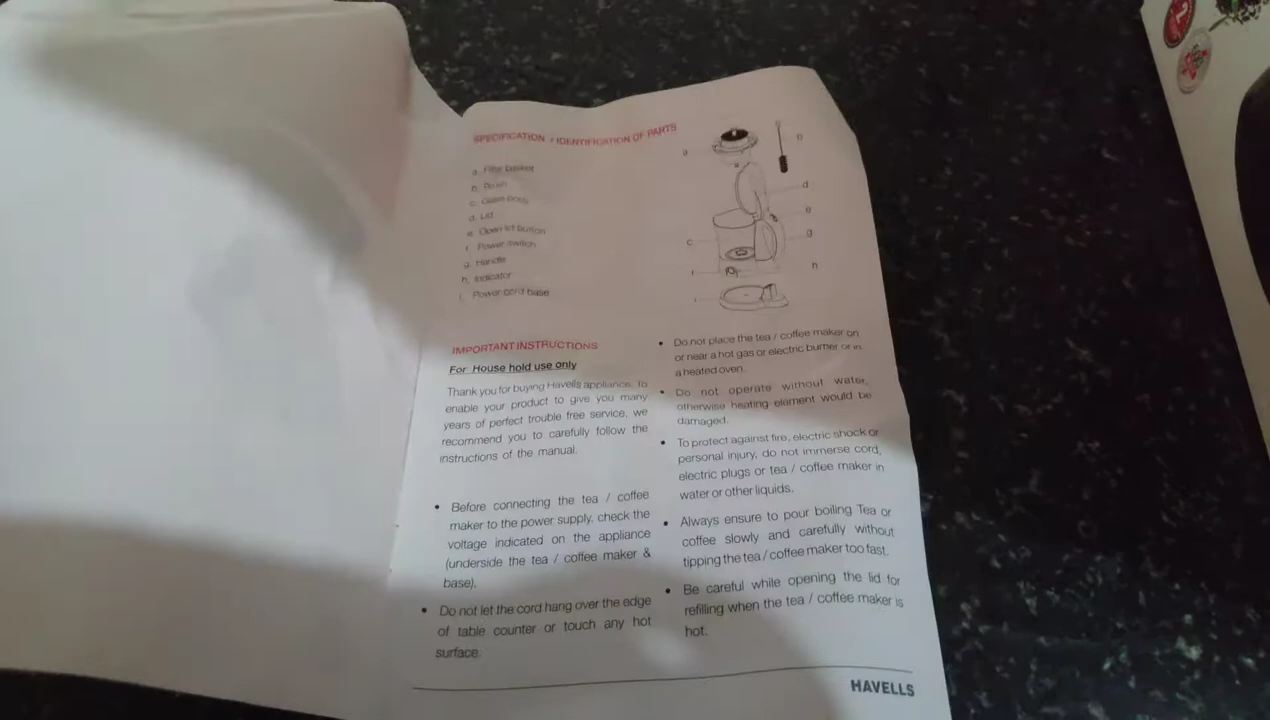 SPECIFICATION / IDENTIFICATION OF PARTS
a. Filter basket
b. Brush
c. Glass body
d. Lid
e. Open lid button
f. Power switch
g. Handle
h. Indicator
i. Power cord base
b
d
e
c
g
h
i
IMPORTANT INSTRUCTIONS
For House hold use only
Thank you for buying Havells appliance. To
enable your product to give you many
years of perfect trouble free service, we
recommend you to carefully follow the
instructions of the manual.
• Before connecting the tea / coffee
maker to the power supply, check the
voltage indicated on the appliance
(underside the tea / coffee maker &
base).
• Do not let the cord hang over the edge
of table counter or touch any hot
surface.
• Do not place the tea / coffee maker on
or near a hot gas or electric burner or in
a heated oven.
• Do not operate without water,
otherwise heating element would be
damaged.
• To protect against fire, electric shock or
personal injury, do not immerse cord,
electric plugs or tea / coffee maker in
water or other liquids.
• Always ensure to pour boiling Tea or
coffee slowly and carefully without
tipping the tea / coffee maker too fast.
• Be careful while opening the lid for
refilling when the tea / coffee maker is
hot.
HAVELLS